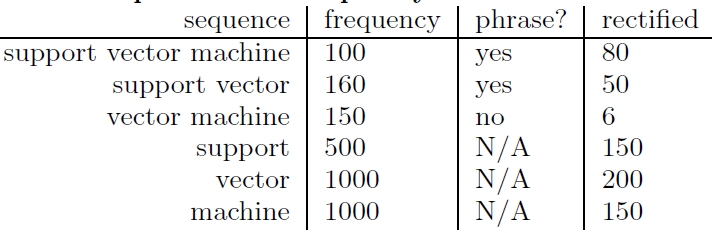 sequence frequency phrase? rectified
support vector machine 100 yes 80
support vector 160 yes 50
vector machine 150 no 6
support 500 N/A 150
vector 1000 N/A 200
machine 1000 N/A 150